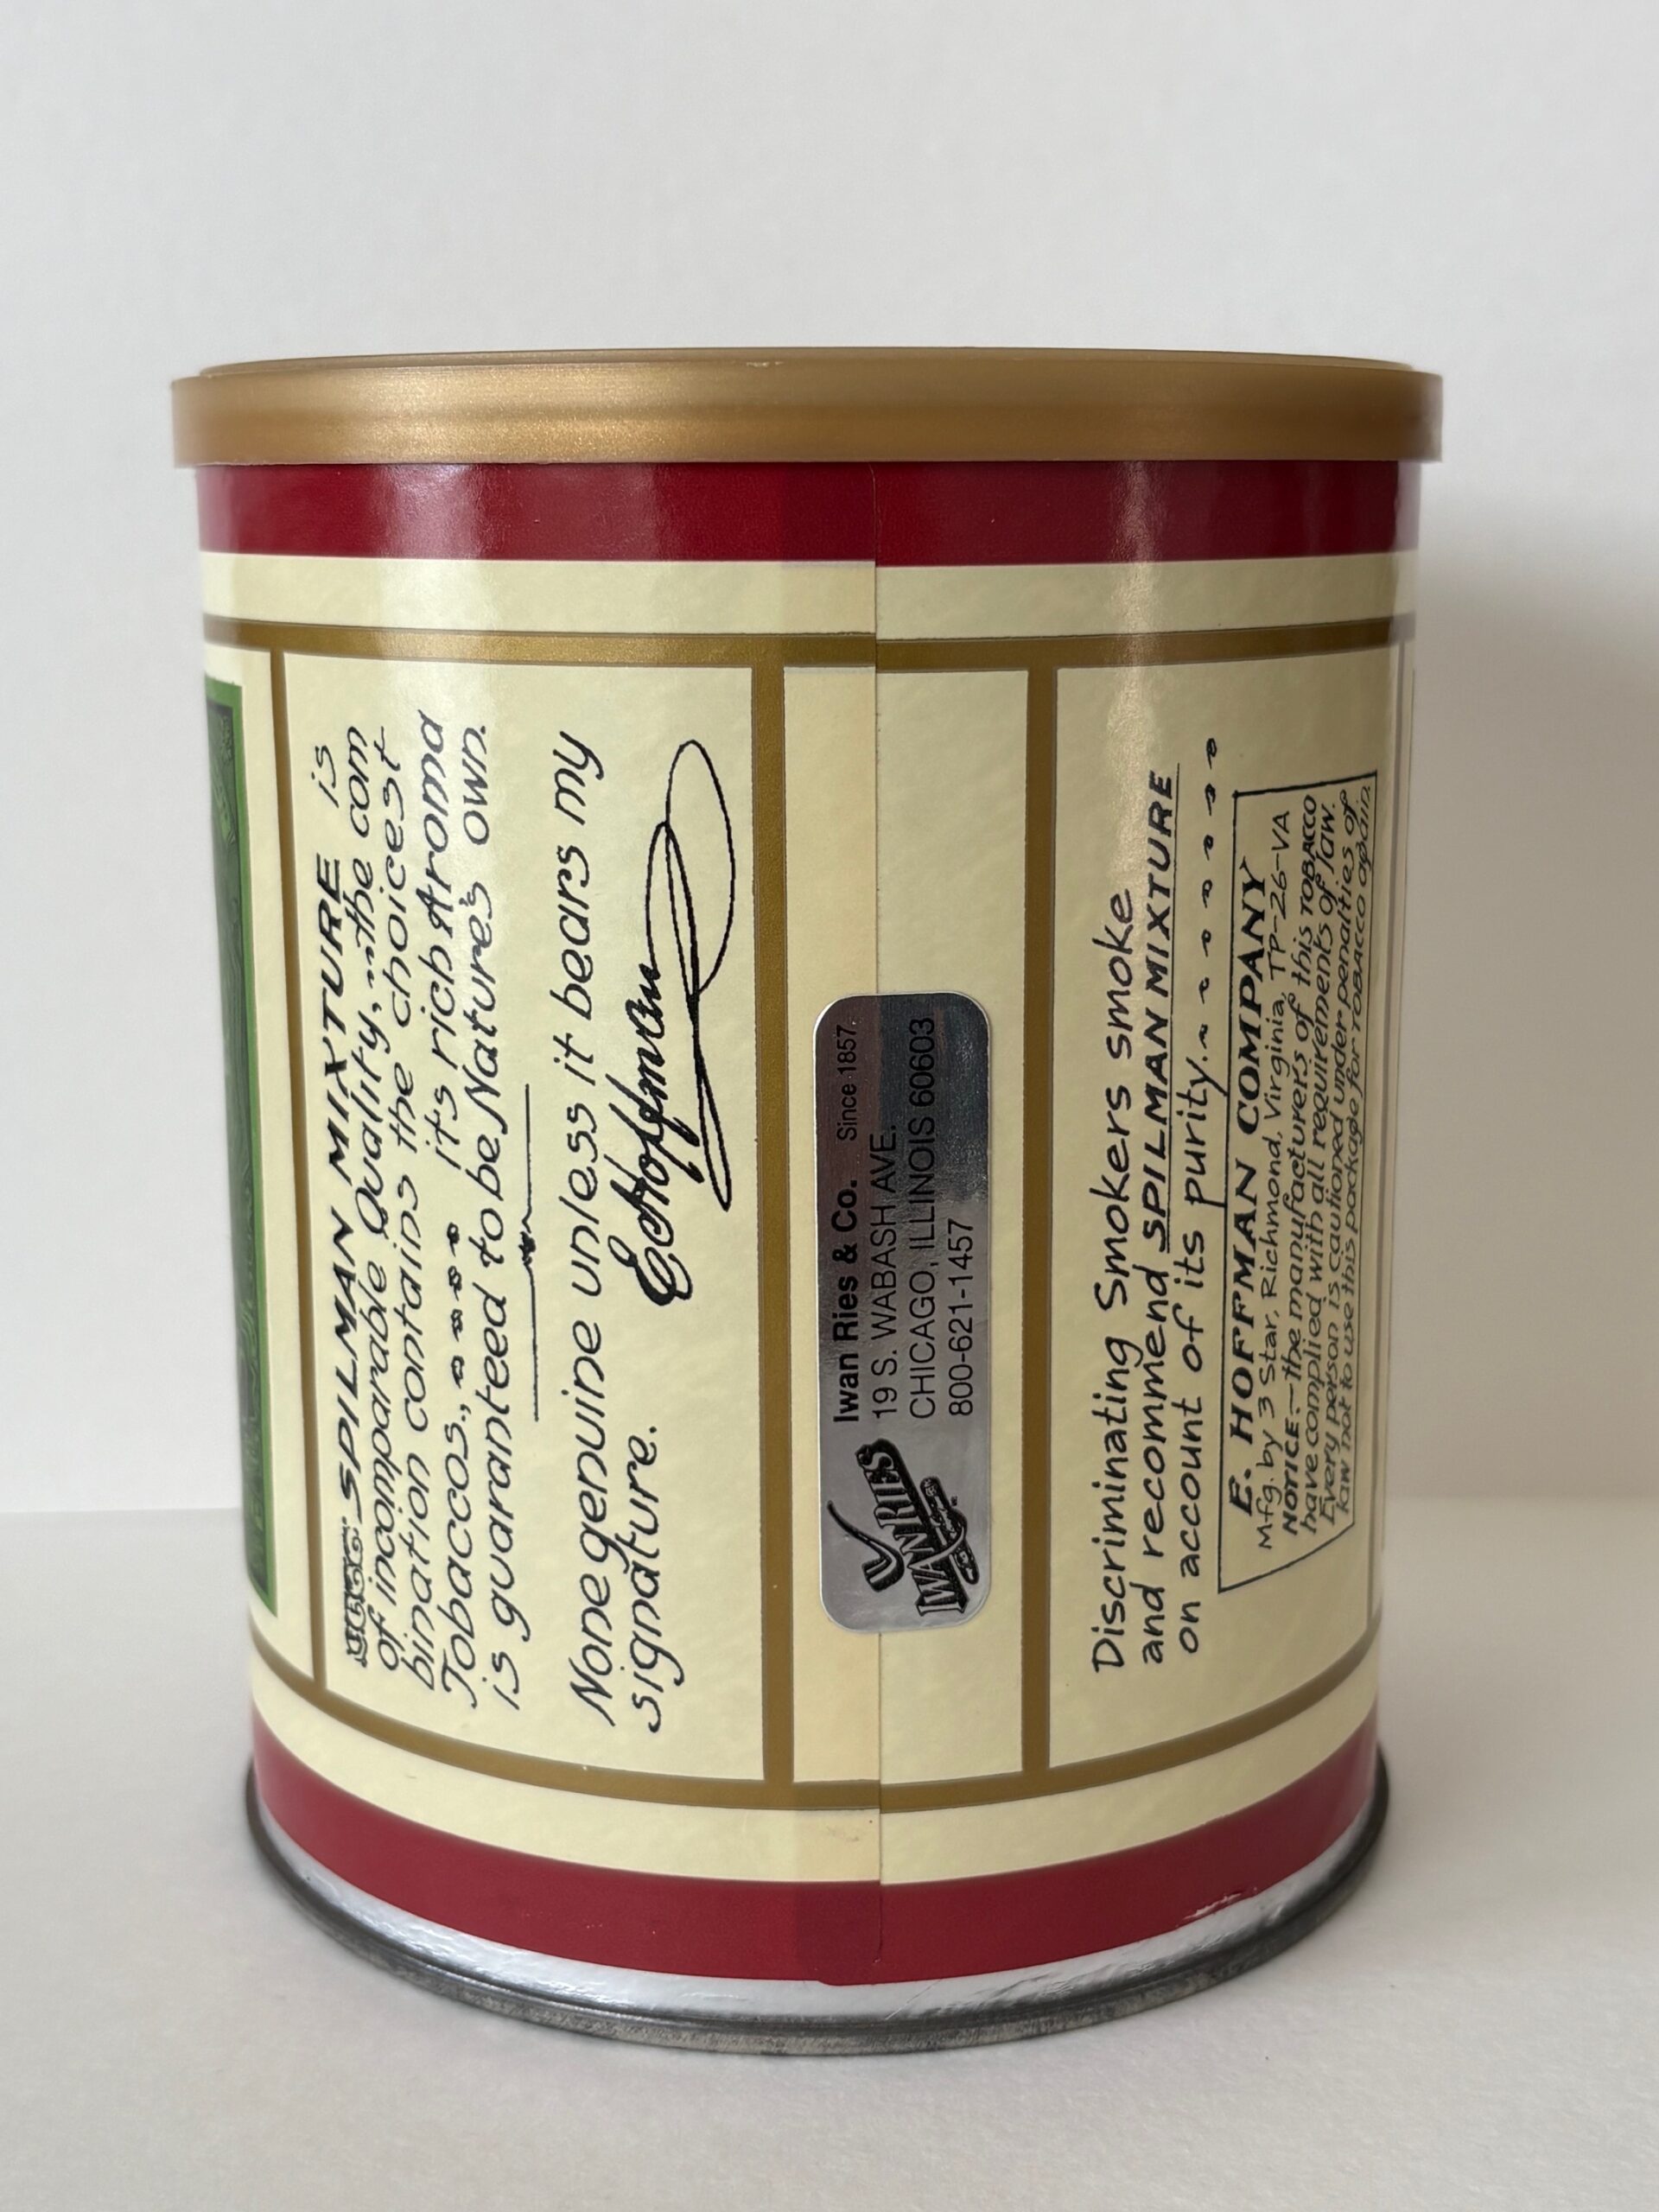 SPILMAN MIXTURE is
of incomparable Quality, ... the com
bination contains the choicest
Tobaccos., it's rich Aroma
is guaranteed to be Nature's own.
None genuine unless it bears my
signature.
E Hoffman
IWAN RIES
Iwan Ries & Co. Since 1857.
19 S. WABASH AVE.
CHICAGO, ILLINOIS 60603
800-621-1457
Discriminating Smokers smoke
and recommend SPILMAN MIXTURE
on account of its purity.
E. HOFFMAN COMPANY
Mfg. by 3 Star, Richmond, Virginia, TP-26-VA
NOTICE:- the manufacturers of this TOBACCO
have complied with all requirements of law.
Every person is cautioned under penalties of
law not to use this package for TOBACCO again.